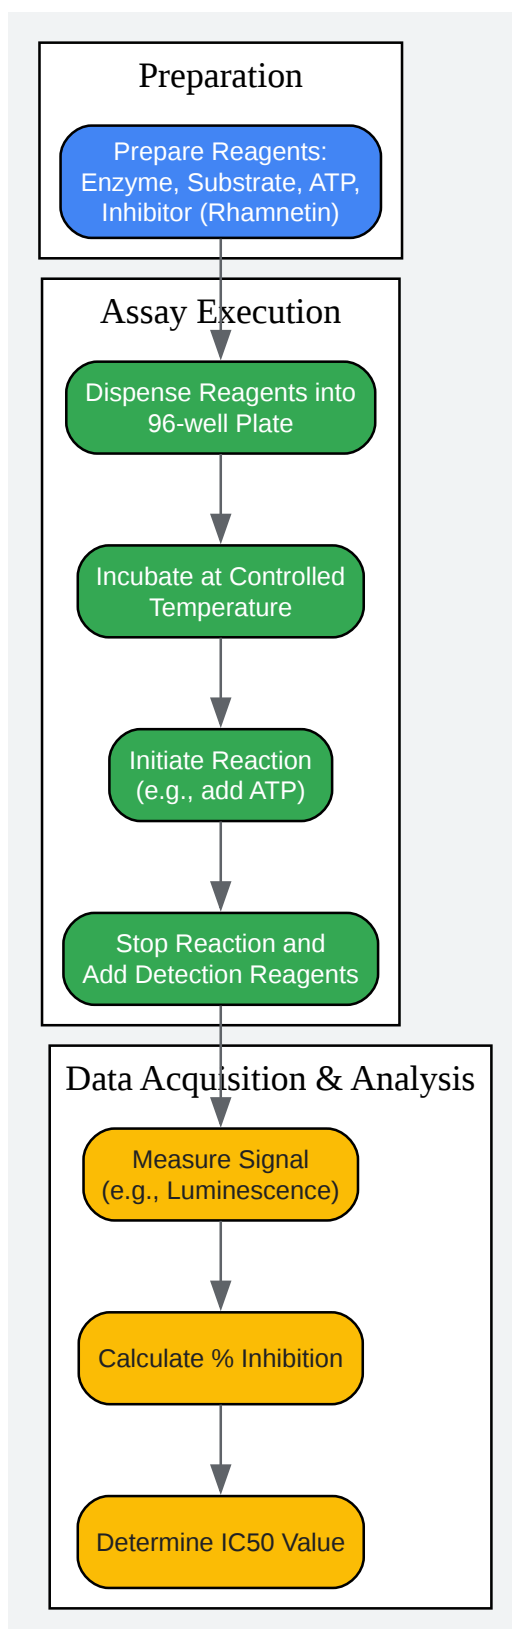 Preparation
Prepare Reagents:
Enzyme, Substrate, ATP,
Inhibitor (Rhamnetin)
Assay Execution
Dispense Reagents into
96-well Plate
Incubate at Controlled
Temperature
Initiate Reaction
(e.g., add ATP)
Stop Reaction and
Add Detection Reagents
Data Acquisition & Analysis
Measure Signal
(e.g., Luminescence)
Calculate % Inhibition
Determine IC50 Value